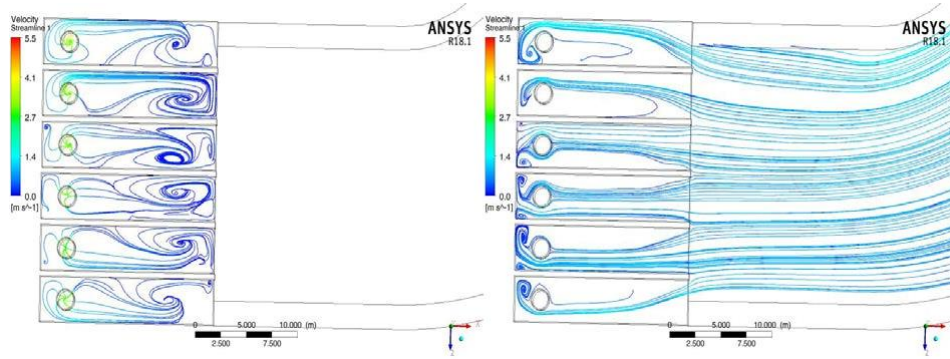 Velocity
Streamline 1
5.5
4.1
2.7
1.4
0.0
[m s^-1]
ANSYS
R18.1
0 5.000 10.000 (m)
2.500 7.500
Z
Velocity
Streamline 1
5.5
4.1
2.7
1.4
0.0
[m s^-1]
ANSYS
R18.1
0 5.000 10.000 (m)
2.500 7.500